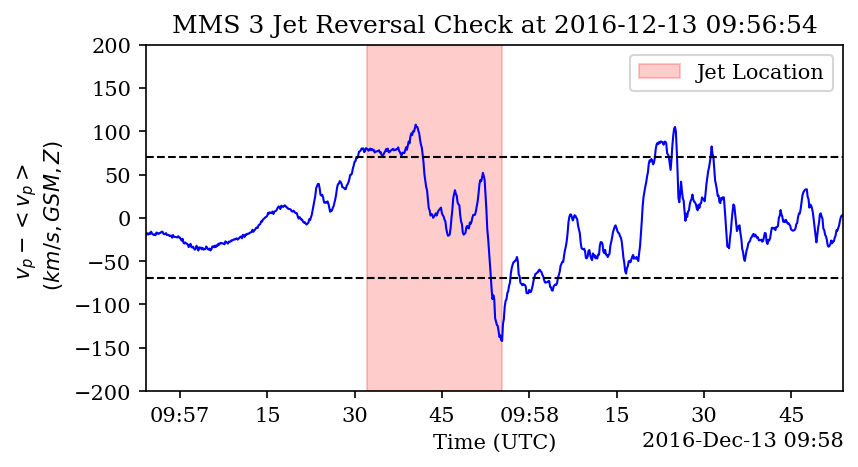 MMS 3 Jet Reversal Check at 2016-12-13 09:56:54
200
150
100
50
0
−50
−100
−150
−200
v_p − < v_p >
(km/s, GSM, Z)
Jet Location
09:57
15
30
45
09:58
15
30
45
Time (UTC)
2016-Dec-13 09:58